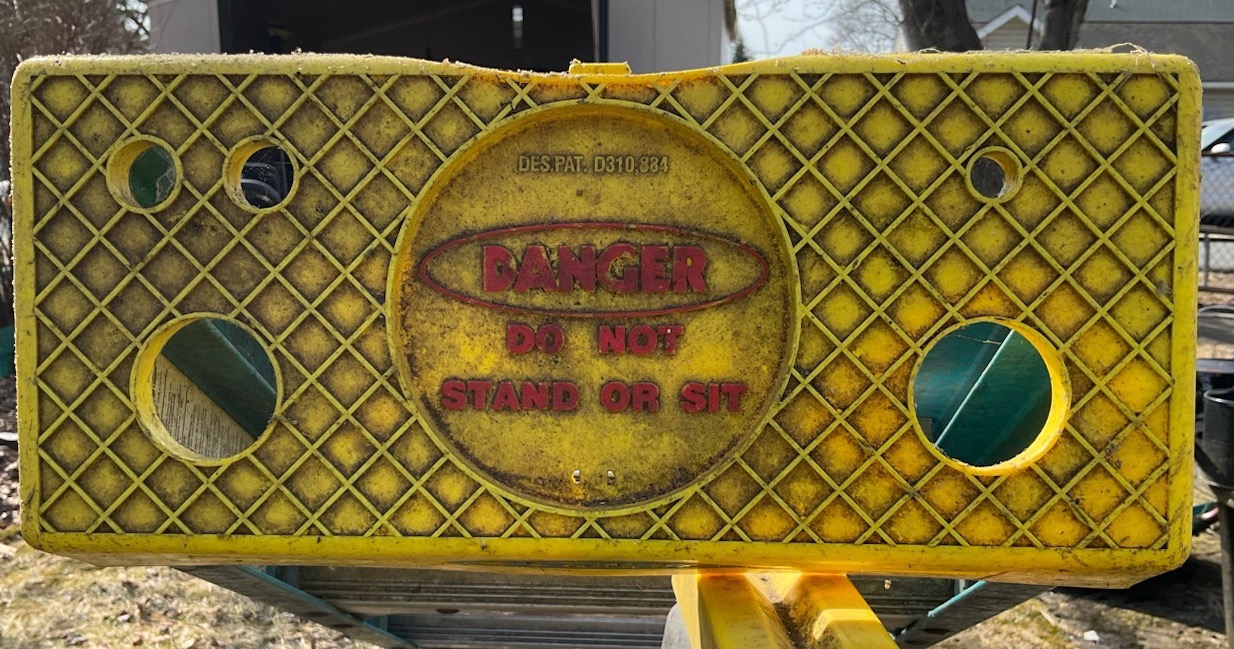 DES.PAT. D310,884
DANGER
DO NOT
STAND OR SIT